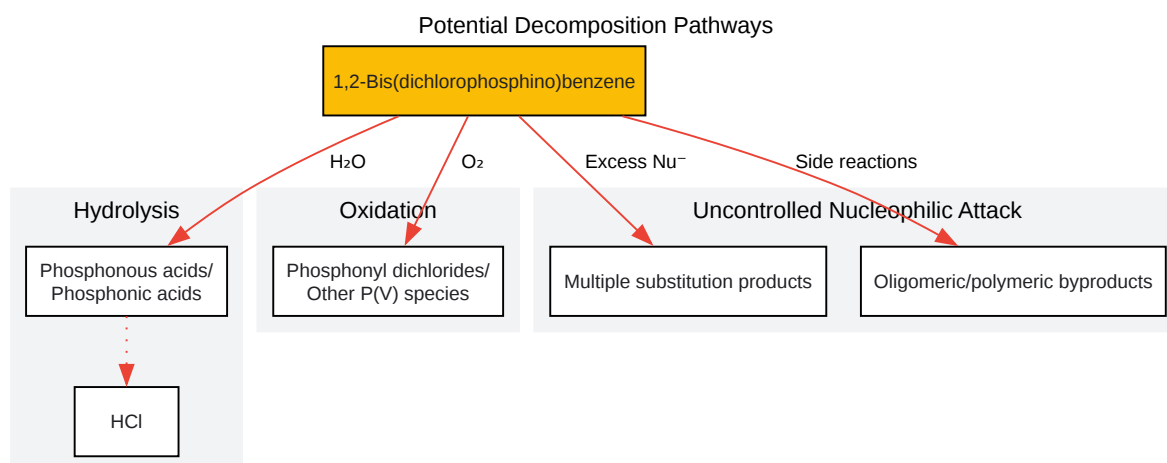 Potential Decomposition Pathways
1,2-Bis(dichlorophosphino)benzene
H₂O
O₂
Excess Nu⁻
Side reactions
Hydrolysis
Oxidation
Uncontrolled Nucleophilic Attack
Phosphonous acids/
Phosphonic acids
Phosphonyl dichlorides/
Other P(V) species
Multiple substitution products
Oligomeric/polymeric byproducts
HCl